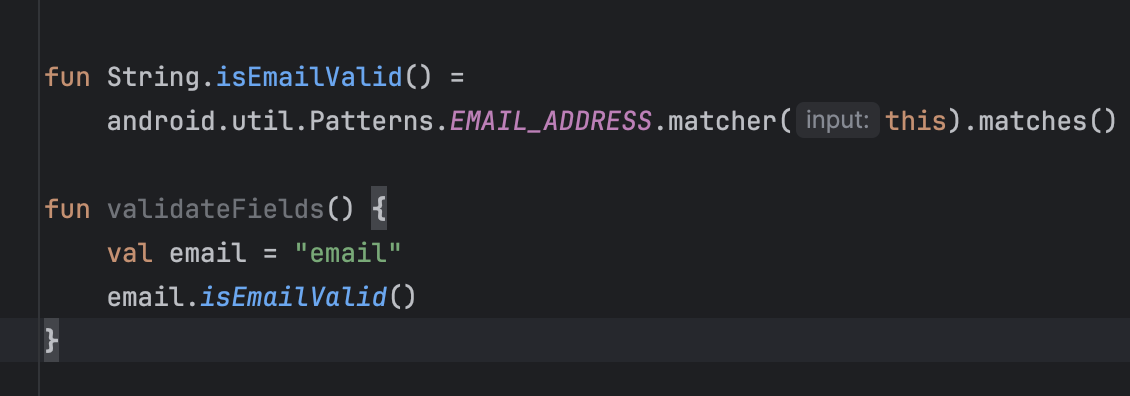 fun String.isEmailValid() =
    android.util.Patterns.EMAIL_ADDRESS.matcher( input: this).matches()
fun validateFields() {
    val email = "email"
    email.isEmailValid()
}